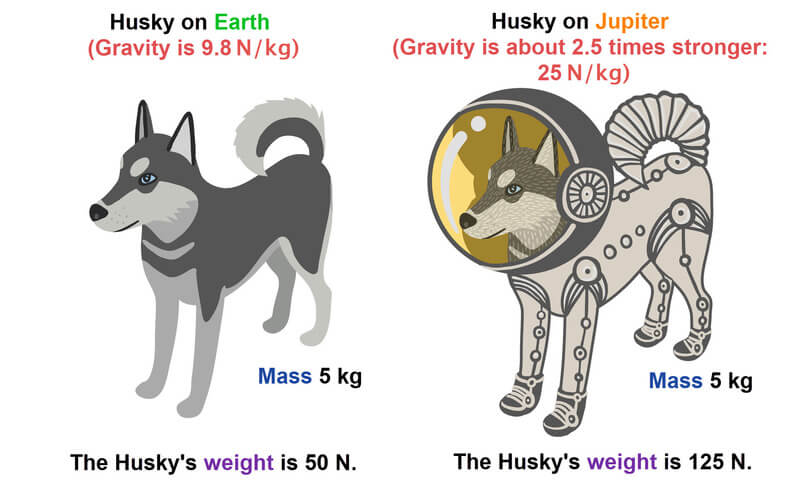 Husky on Earth
(Gravity is 9.8 N/kg)
Mass 5 kg
The Husky's weight is 50 N.
Husky on Jupiter
(Gravity is about 2.5 times stronger:
25 N/kg)
Mass 5 kg
The Husky's weight is 125 N.